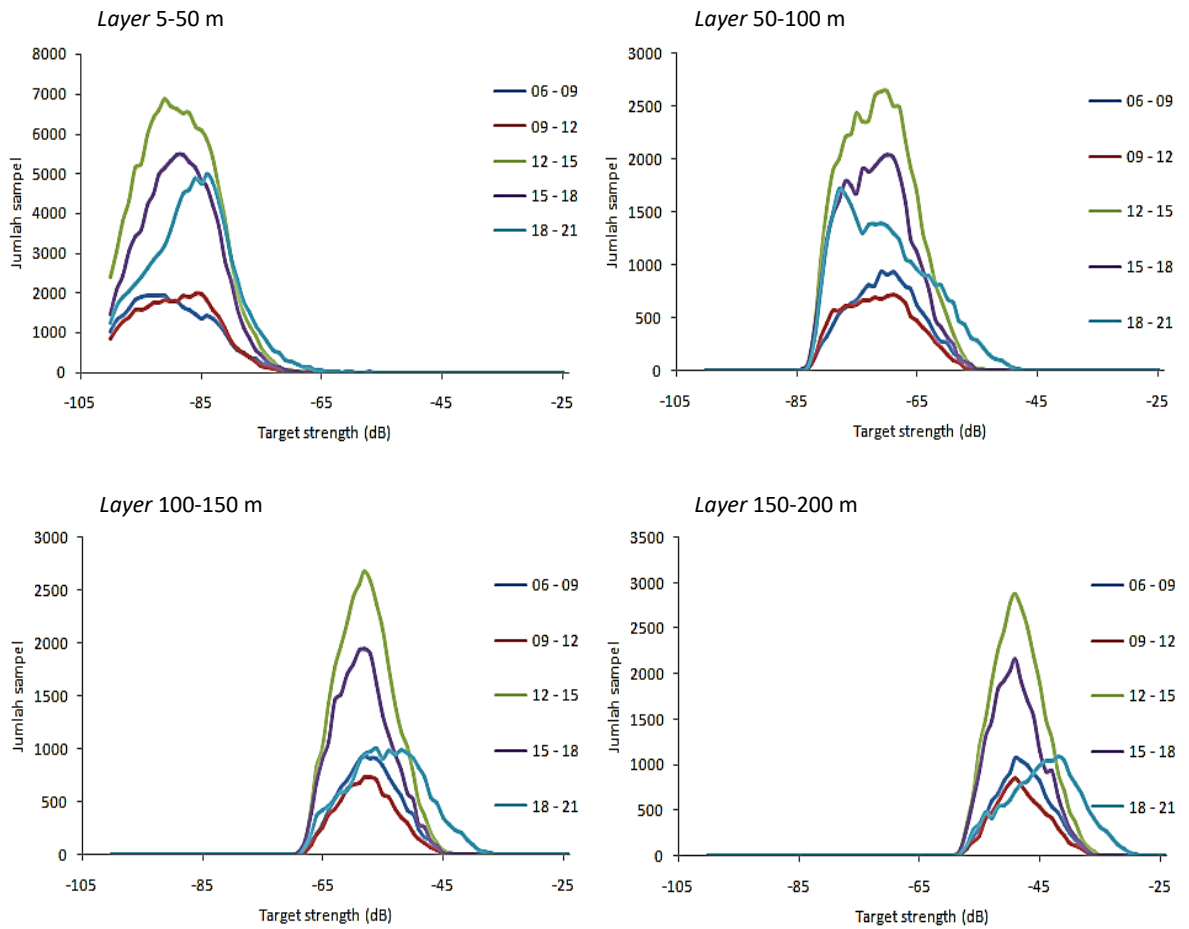 Layer 5-50 m
8000
7000
6000
5000
4000
3000
2000
1000
0
Jumlah sampel
-105
-85
-65
-45
-25
Target strength (dB)
06 - 09
09 - 12
12 - 15
15 - 18
18 - 21
Layer 50-100 m
3000
2500
2000
1500
1000
500
0
Jumlah sampel
-105
-85
-65
-45
-25
Target strength (dB)
06 - 09
09 - 12
12 - 15
15 - 18
18 - 21
Layer 100-150 m
3000
2500
2000
1500
1000
500
0
Jumlah sampel
-105
-85
-65
-45
-25
Target strength (dB)
06 - 09
09 - 12
12 - 15
15 - 18
18 - 21
Layer 150-200 m
3500
3000
2500
2000
1500
1000
500
0
Jumlah sampel
-105
-85
-65
-45
-25
Target strength (dB)
06 - 09
09 - 12
12 - 15
15 - 18
18 - 21